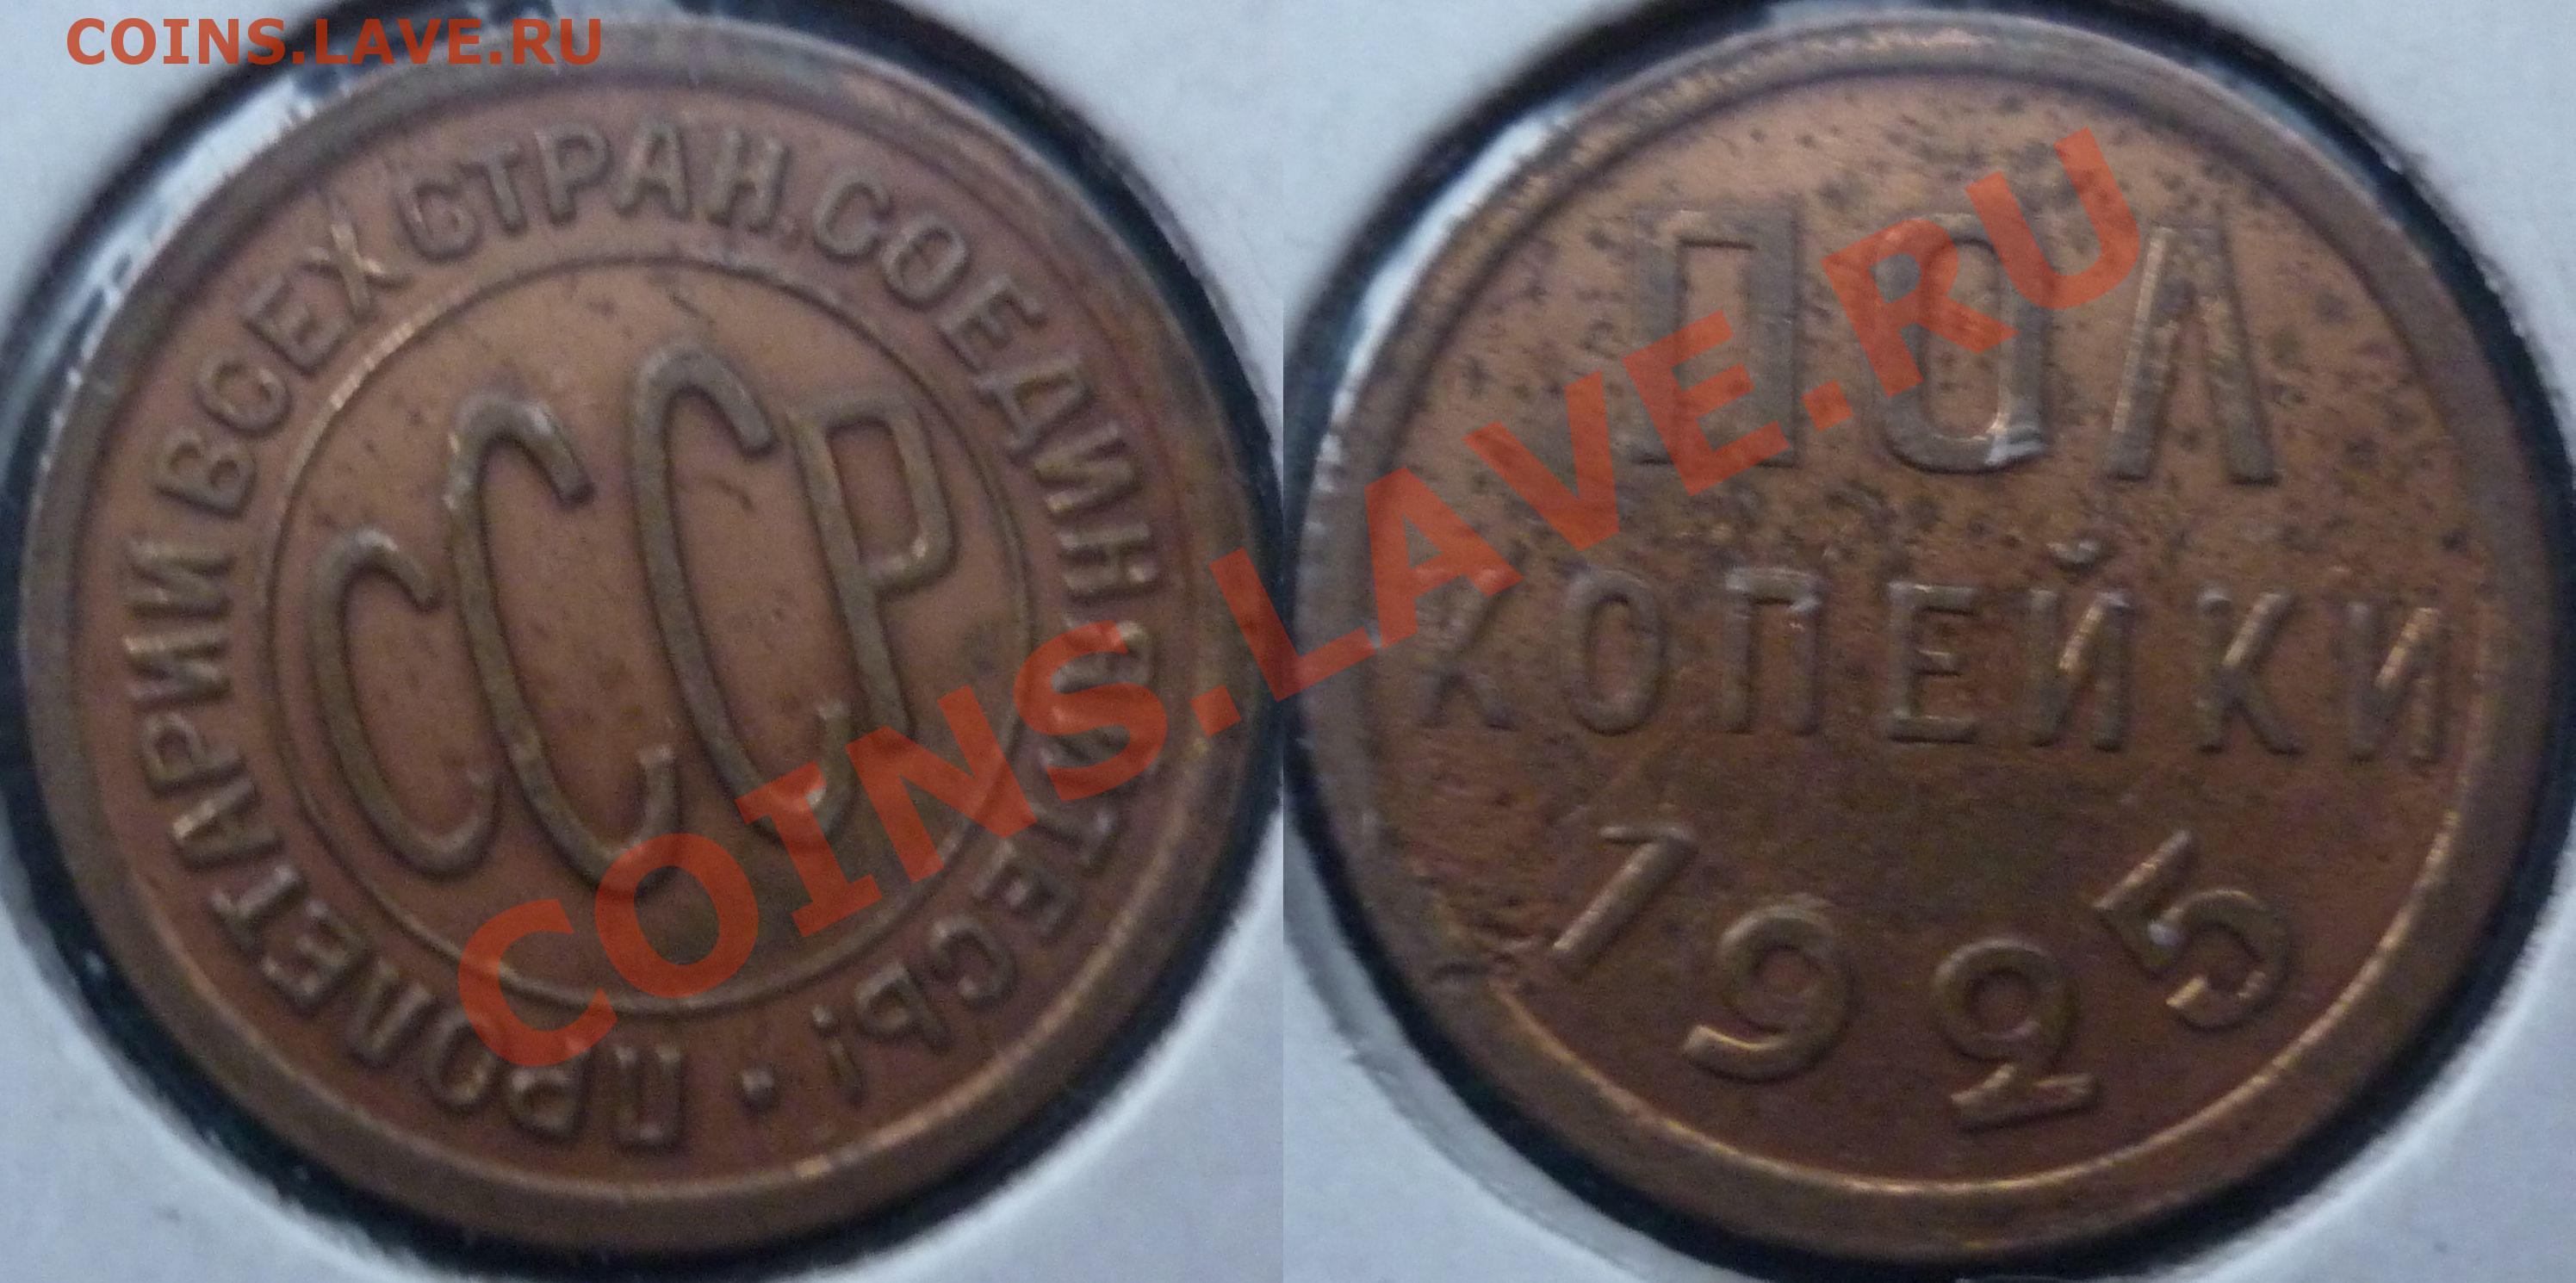 COINS.LAVE.RU
ПРОЛЕТАРИИ ВСЕХ СТРАН, СОЕДИНЯЙТЕСЬ!
СССР
ПОЛ
КОПЕЙКИ
1925
COINS.LAVE.RU